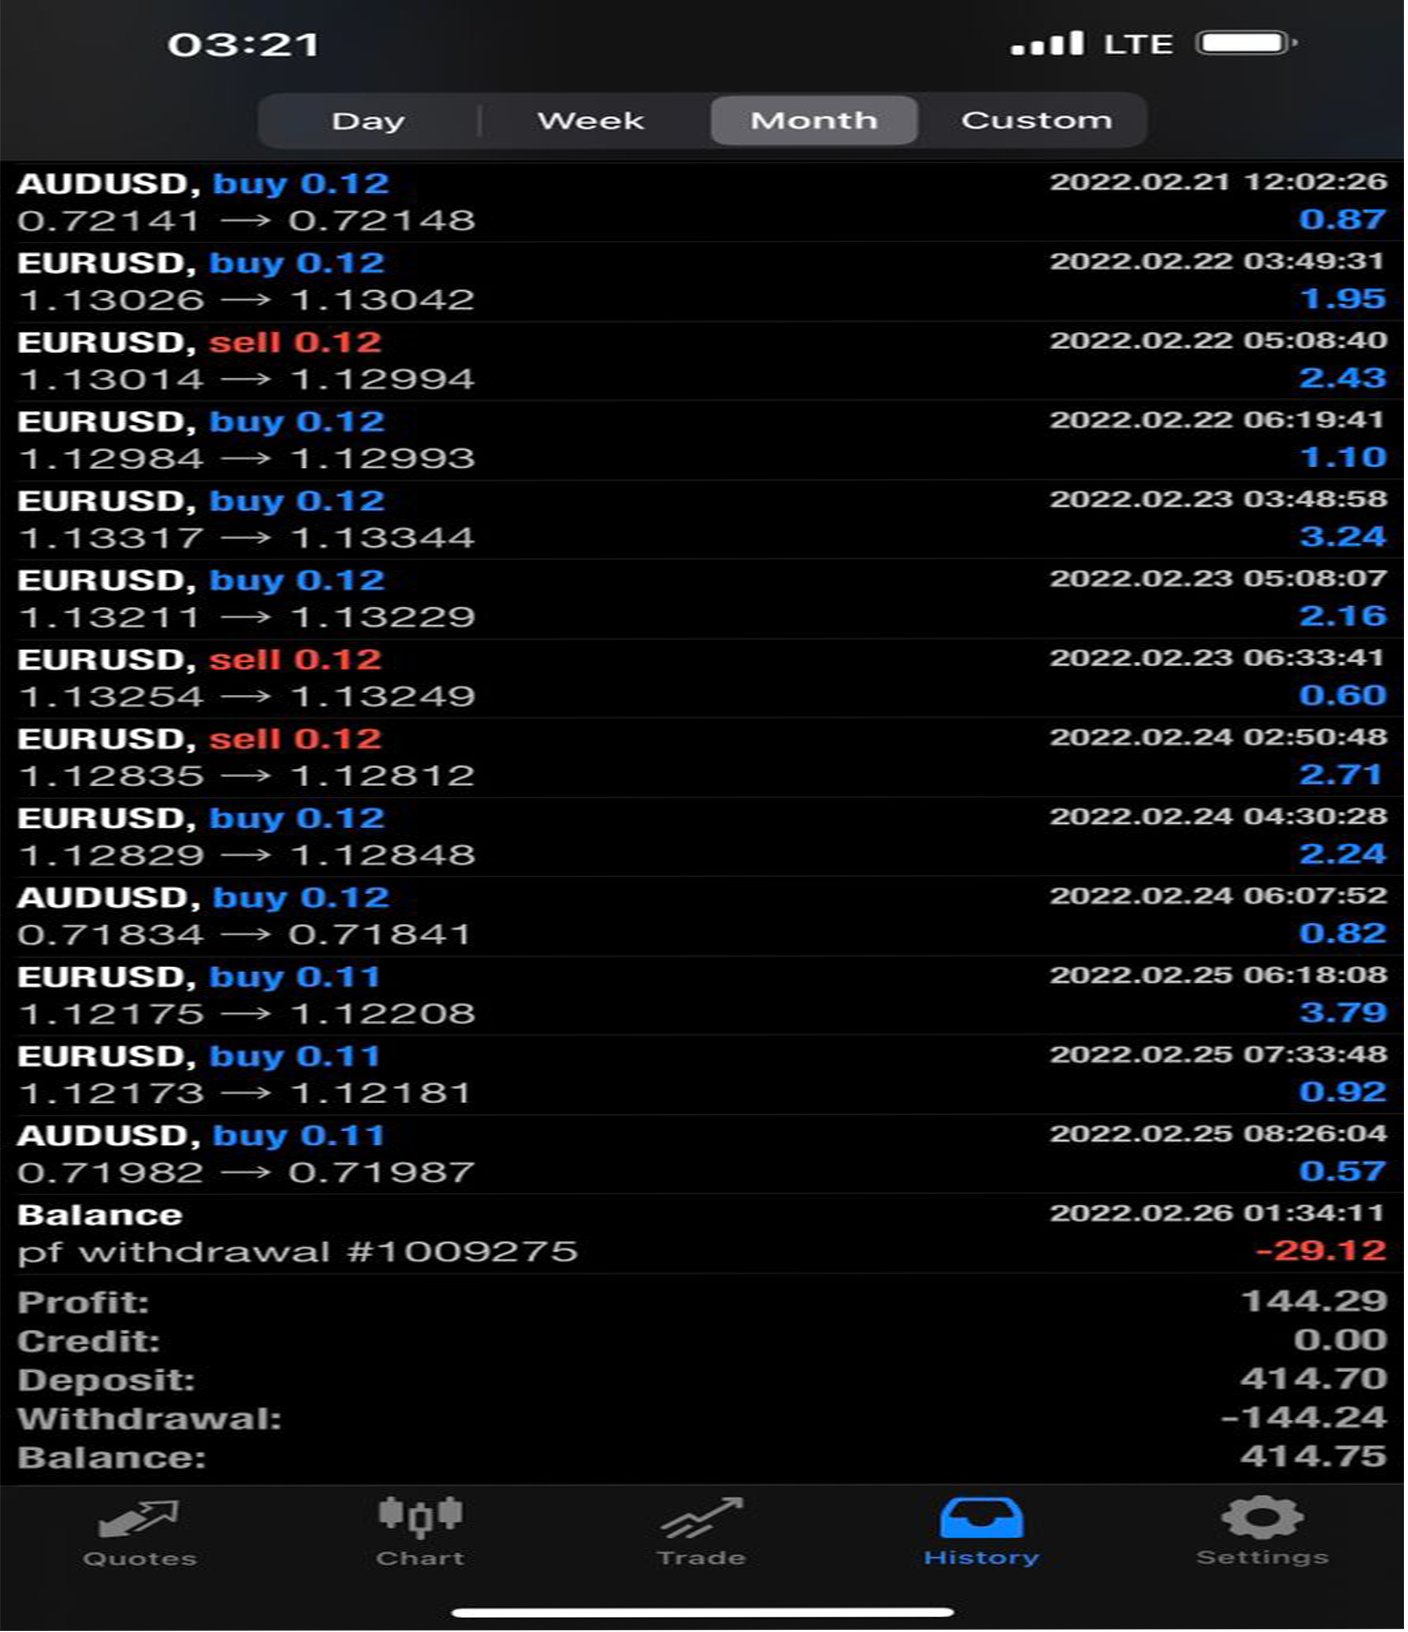 03:21 LTE
Day Week Month Custom
AUDUSD, buy 0.12 2022.02.21 12:02:26
0.72141 → 0.72148 0.87
EURUSD, buy 0.12 2022.02.22 03:49:31
1.13026 → 1.13042 1.95
EURUSD, sell 0.12 2022.02.22 05:08:40
1.13014 → 1.12994 2.43
EURUSD, buy 0.12 2022.02.22 06:19:41
1.12984 → 1.12993 1.10
EURUSD, buy 0.12 2022.02.23 03:48:58
1.13317 → 1.13344 3.24
EURUSD, buy 0.12 2022.02.23 05:08:07
1.13211 → 1.13229 2.16
EURUSD, sell 0.12 2022.02.23 06:33:41
1.13254 → 1.13249 0.60
EURUSD, sell 0.12 2022.02.24 02:50:48
1.12835 → 1.12812 2.71
EURUSD, buy 0.12 2022.02.24 04:30:28
1.12829 → 1.12848 2.24
AUDUSD, buy 0.12 2022.02.24 06:07:52
0.71834 → 0.71841 0.82
EURUSD, buy 0.11 2022.02.25 06:18:08
1.12175 → 1.12208 3.79
EURUSD, buy 0.11 2022.02.25 07:33:48
1.12173 → 1.12181 0.92
AUDUSD, buy 0.11 2022.02.25 08:26:04
0.71982 → 0.71987 0.57
Balance 2022.02.26 01:34:11
pf withdrawal #1009275 -29.12
Profit: 144.29
Credit: 0.00
Deposit: 414.70
Withdrawal: -144.24
Balance: 414.75
Quotes Chart Trade History Settings